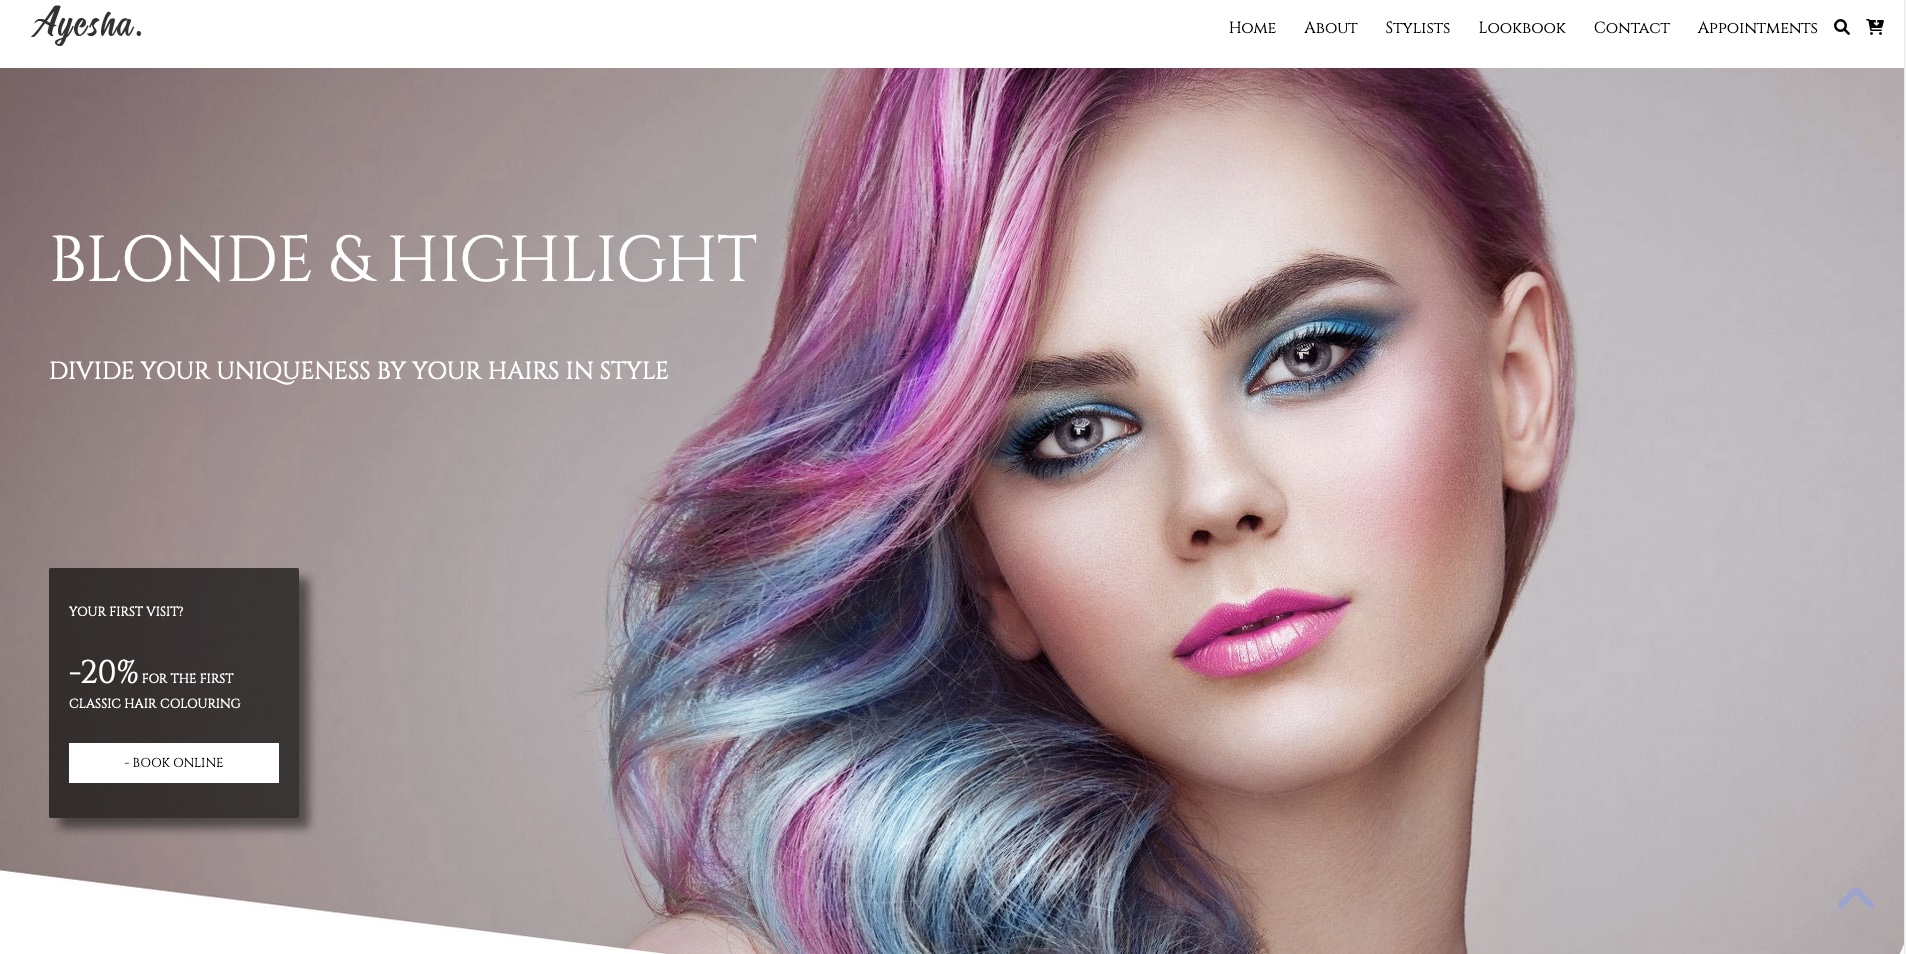 Ayesha.
Home About Stylists Lookbook Contact Appointments
BLONDE & HIGHLIGHT
DIVIDE YOUR UNIQUENESS BY YOUR HAIRS IN STYLE
YOUR FIRST VISIT?
-20% FOR THE FIRST
CLASSIC HAIR COLOURING
- BOOK ONLINE